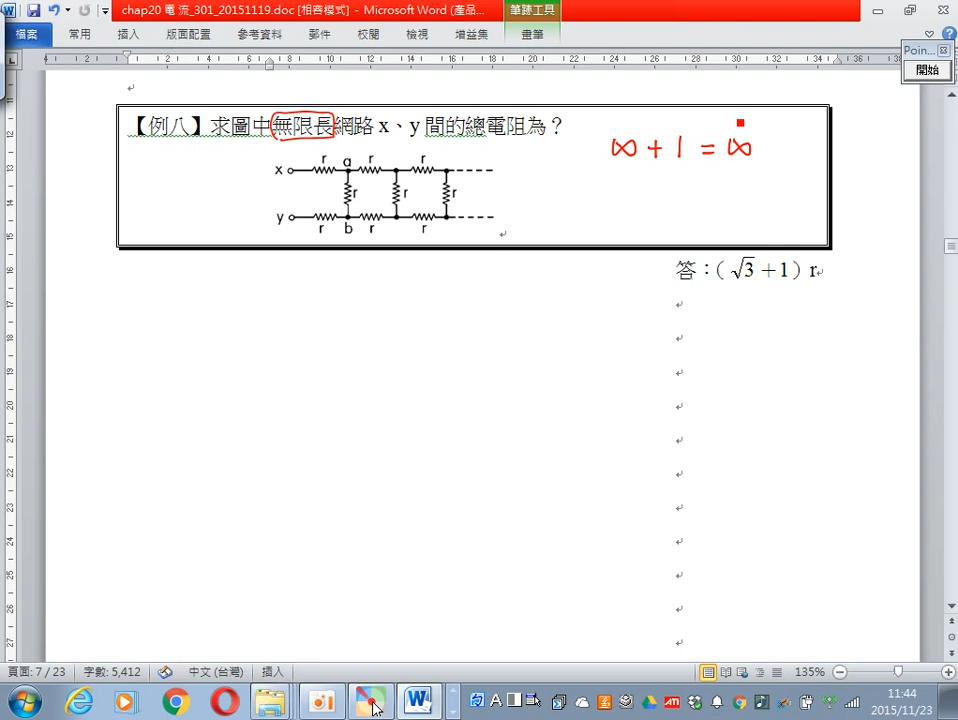 chap20 電 流_301_20151119.doc [相容模式] - Microsoft Word (產品...
筆跡工具
檔案 常用 插入 版面配置 參考資料 郵件 校閱 檢視 增益集 畫筆
Poin...
開始
【例八】求圖中無限長網路 x、y 間的總電阻為？
∞ + 1 = ∞
r a r r
x
r r r
y
r b r r
答：( √3 +1 ) r
頁面: 7 / 23 字數: 5,412 中文 (台灣) 插入 135%
11:44
2015/11/23